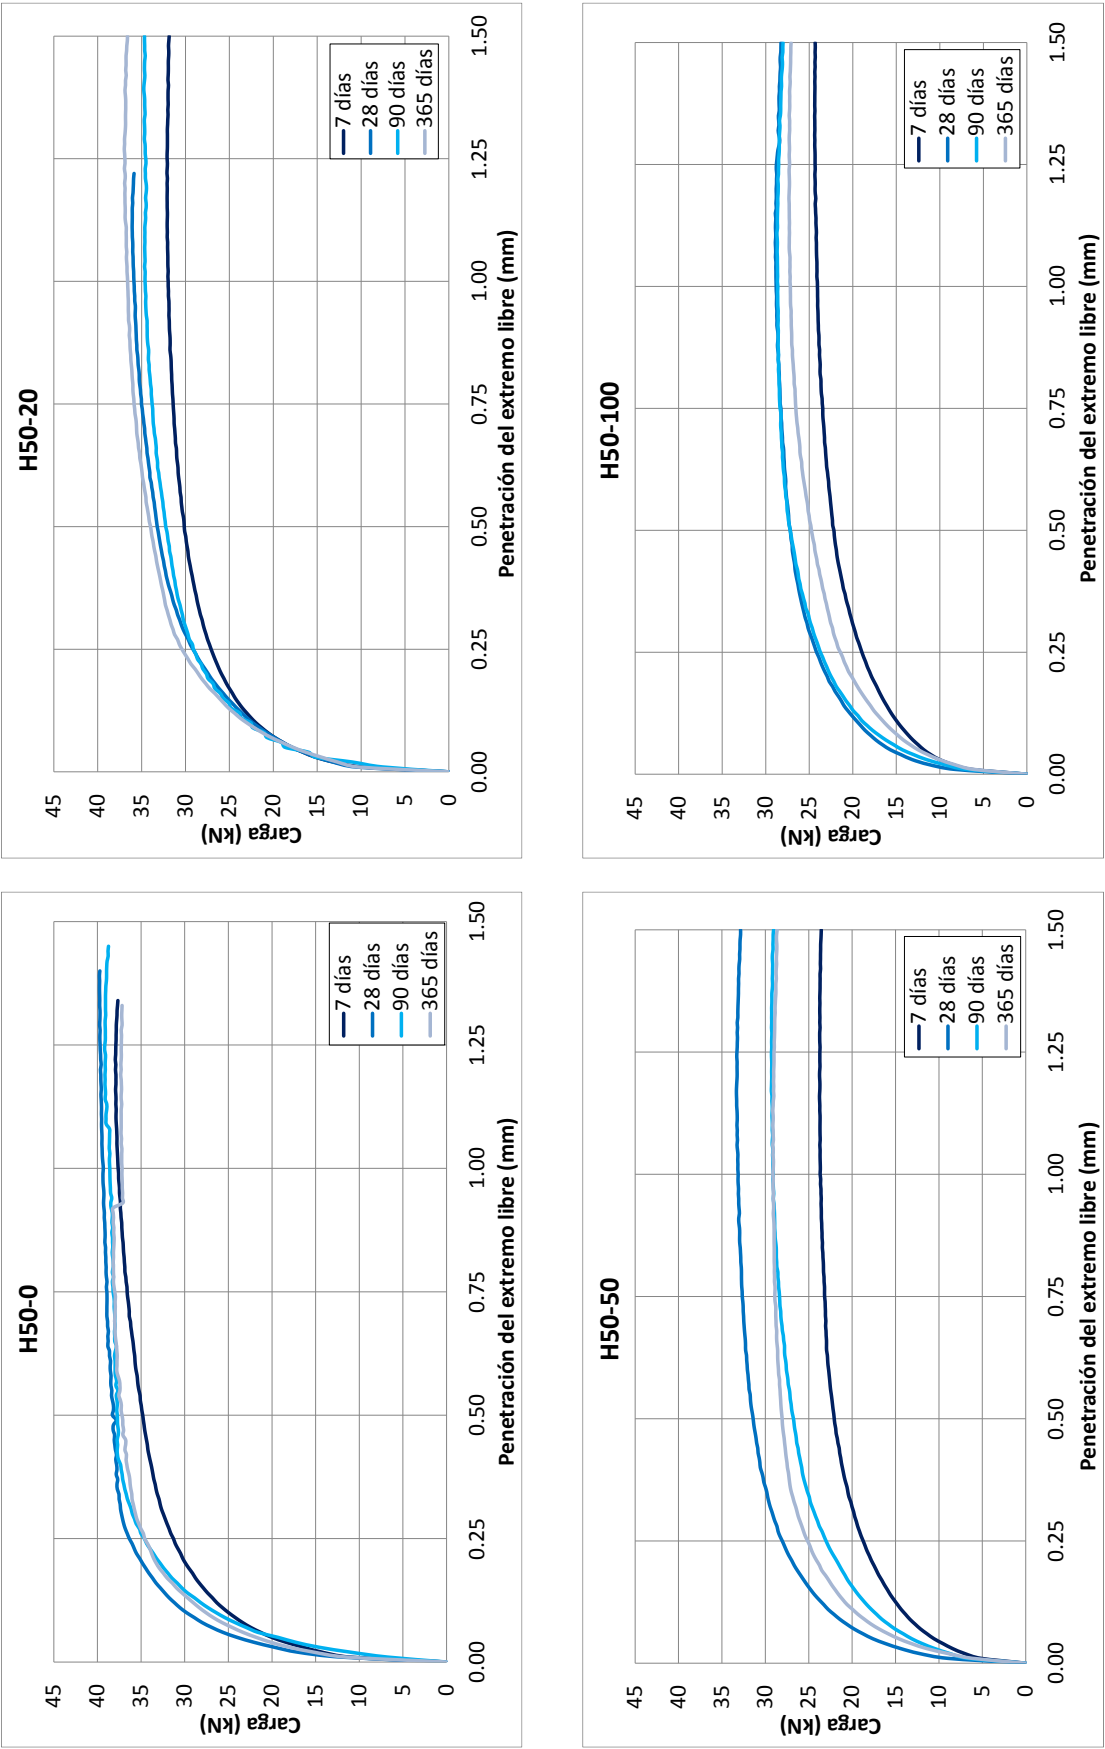 H50-0
Carga (kN)
45
40
35
30
25
20
15
10
5
0
0.00
0.25
0.50
0.75
1.00
1.25
1.50
Penetración del extremo libre (mm)
7 días
28 días
90 días
365 días
H50-20
Carga (kN)
45
40
35
30
25
20
15
10
5
0
0.00
0.25
0.50
0.75
1.00
1.25
1.50
Penetración del extremo libre (mm)
7 días
28 días
90 días
365 días
H50-50
Carga (kN)
45
40
35
30
25
20
15
10
5
0
0.00
0.25
0.50
0.75
1.00
1.25
1.50
Penetración del extremo libre (mm)
7 días
28 días
90 días
365 días
H50-100
Carga (kN)
45
40
35
30
25
20
15
10
5
0
0.00
0.25
0.50
0.75
1.00
1.25
1.50
Penetración del extremo libre (mm)
7 días
28 días
90 días
365 días